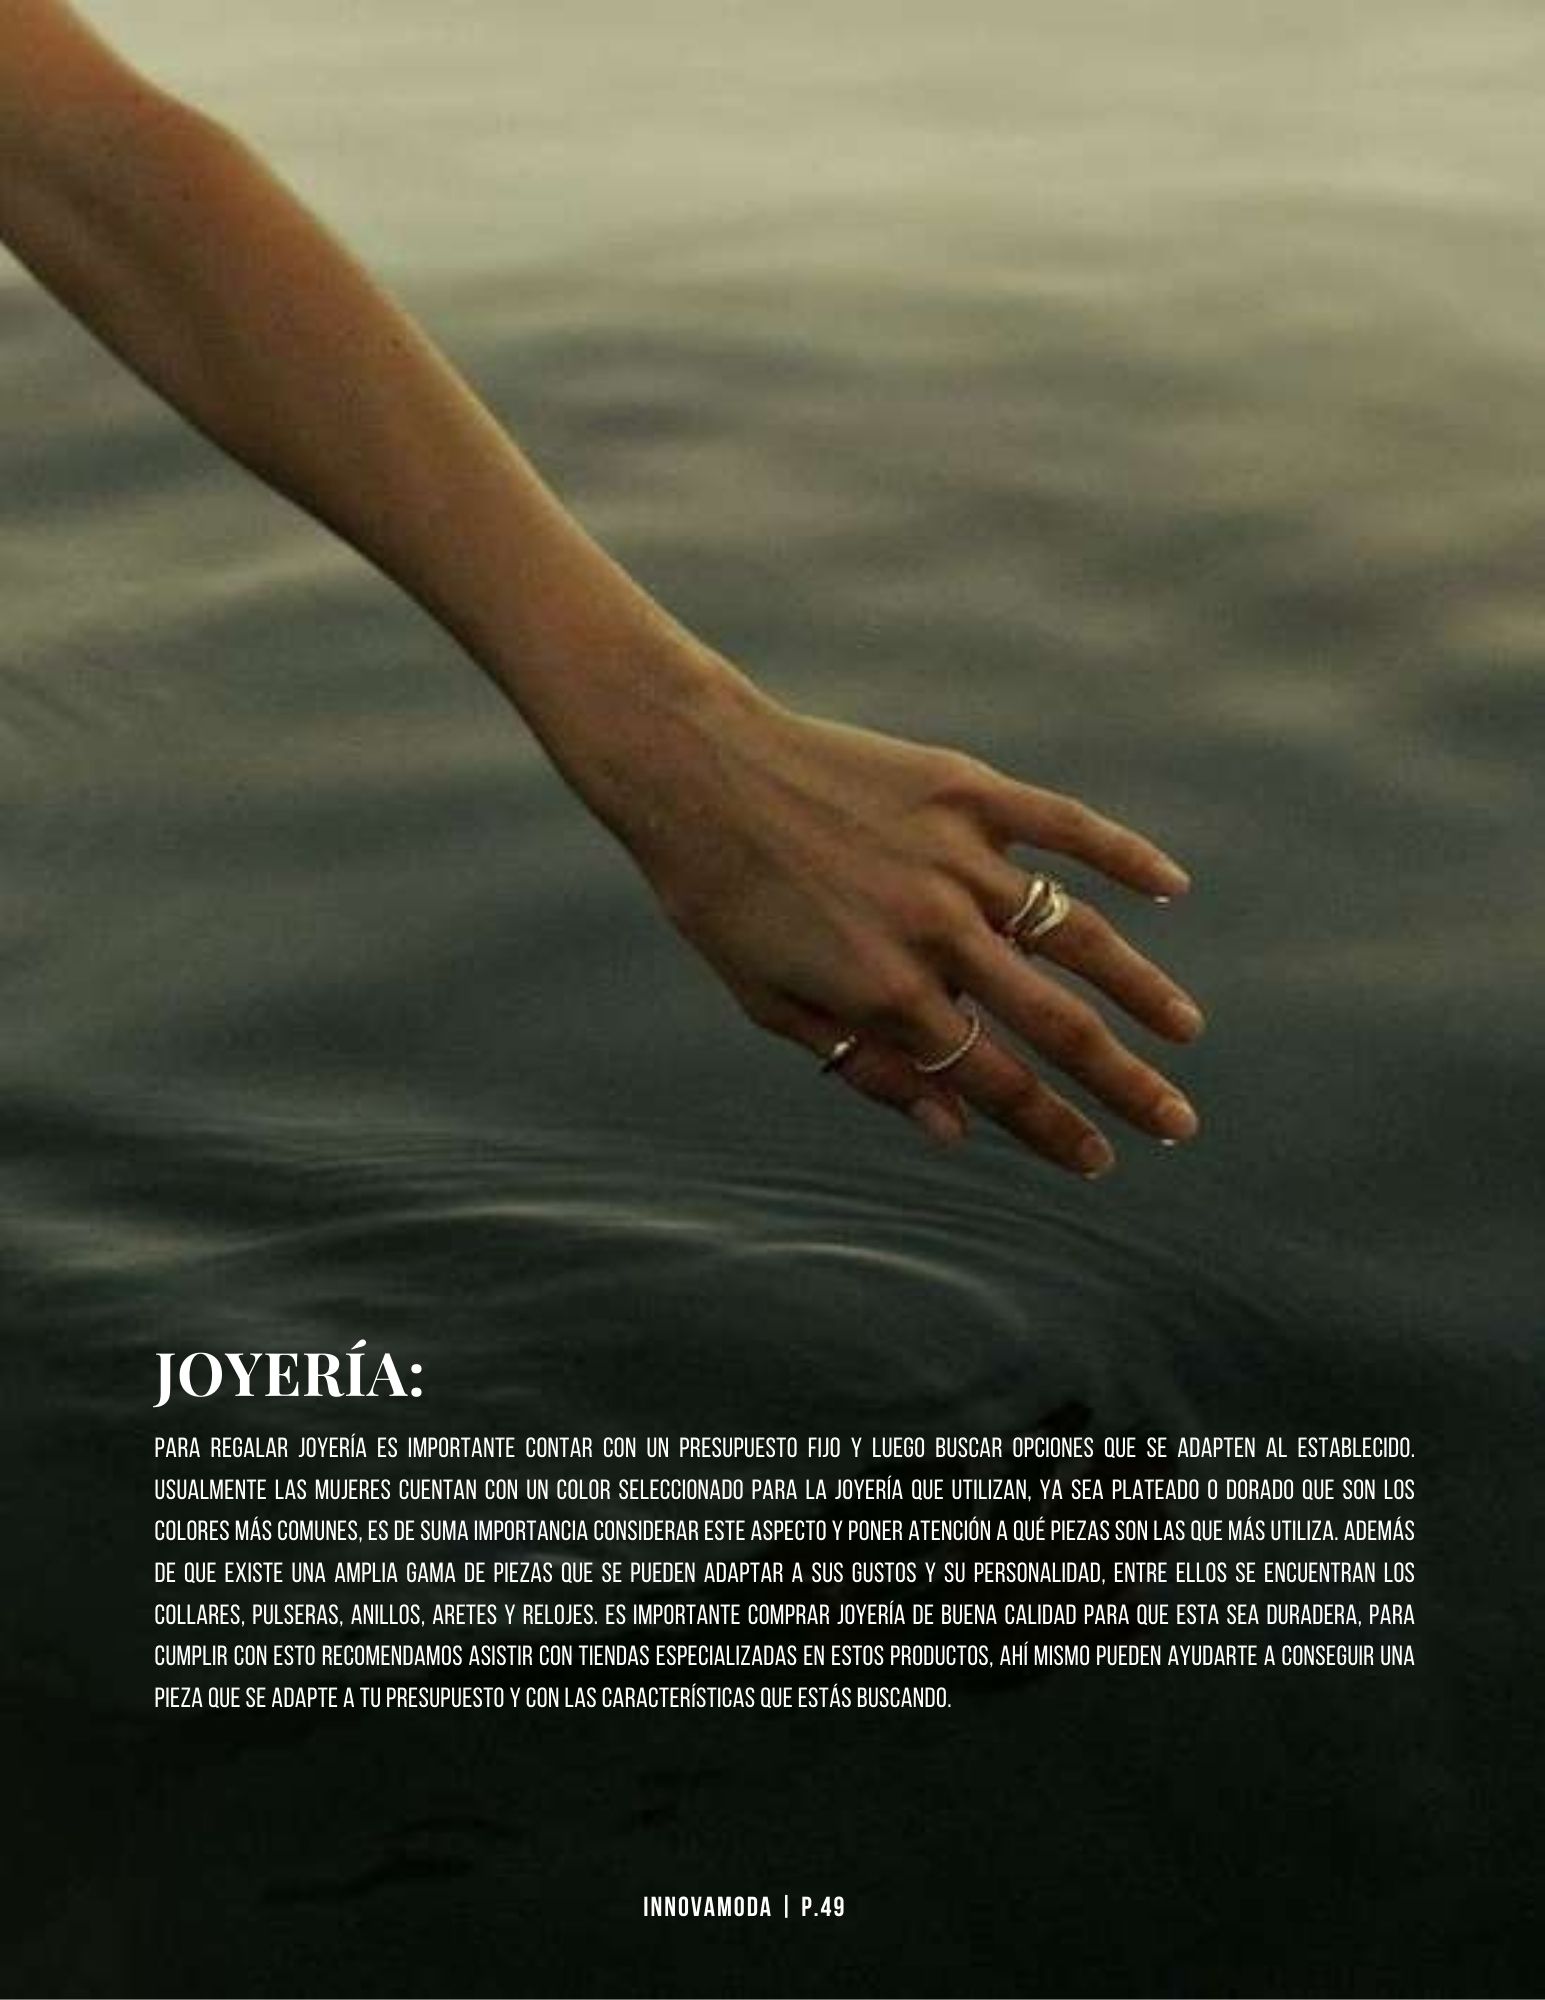 JOYERÍA:
PARA REGALAR JOYERÍA ES IMPORTANTE CONTAR CON UN PRESUPUESTO FIJO Y LUEGO BUSCAR OPCIONES QUE SE ADAPTEN AL ESTABLECIDO.
USUALMENTE LAS MUJERES CUENTAN CON UN COLOR SELECCIONADO PARA LA JOYERÍA QUE UTILIZAN, YA SEA PLATEADO O DORADO QUE SON LOS
COLORES MÁS COMUNES, ES DE SUMA IMPORTANCIA CONSIDERAR ESTE ASPECTO Y PONER ATENCIÓN A QUÉ PIEZAS SON LAS QUE MÁS UTILIZA. ADEMÁS
DE QUE EXISTE UNA AMPLIA GAMA DE PIEZAS QUE SE PUEDEN ADAPTAR A SUS GUSTOS Y SU PERSONALIDAD, ENTRE ELLOS SE ENCUENTRAN LOS
COLLARES, PULSERAS, ANILLOS, ARETES Y RELOJES. ES IMPORTANTE COMPRAR JOYERÍA DE BUENA CALIDAD PARA QUE ESTA SEA DURADERA, PARA
CUMPLIR CON ESTO RECOMENDAMOS ASISTIR CON TIENDAS ESPECIALIZADAS EN ESTOS PRODUCTOS, AHÍ MISMO PUEDEN AYUDARTE A CONSEGUIR UNA
PIEZA QUE SE ADAPTE A TU PRESUPUESTO Y CON LAS CARACTERÍSTICAS QUE ESTÁS BUSCANDO.
INNOVAMODA | P.49